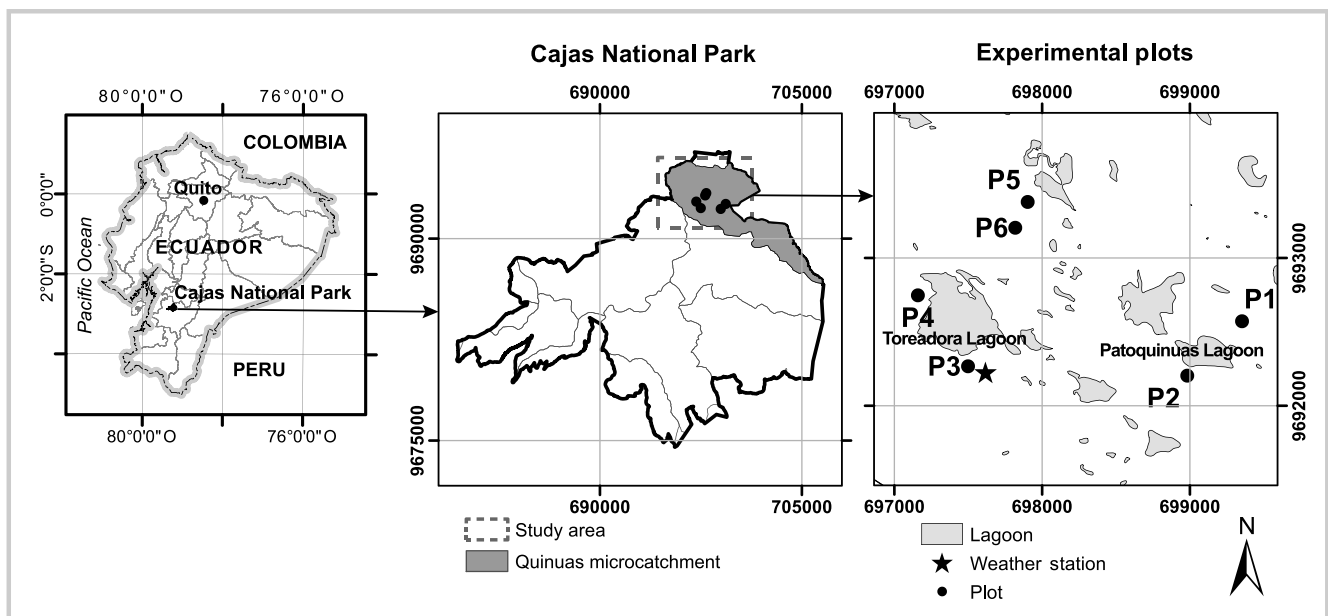 Cajas National Park
Experimental plots
80°0'0"O 76°0'0"O
COLOMBIA
Quito
0°0'0"
ECUADOR
2°0'0"S
Cajas National Park
Pacific Ocean
PERU
80°0'0"O 76°0'0"O
690000 705000
9690000
9675000
690000 705000
Study area
Quinuas microcatchment
697000 698000 699000
P5
P6
9693000
P1
P4
Toreadora Lagoon
Patoquinuas Lagoon
P3
P2
9692000
697000 698000 699000
Lagoon
Weather station
Plot
N